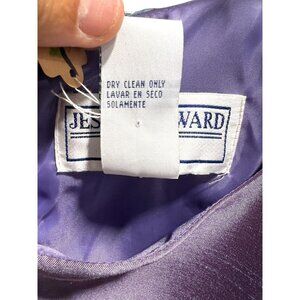 DRY CLEAN ONLY
LAVAR EN SECO
SOLAMENTE
JES WARD